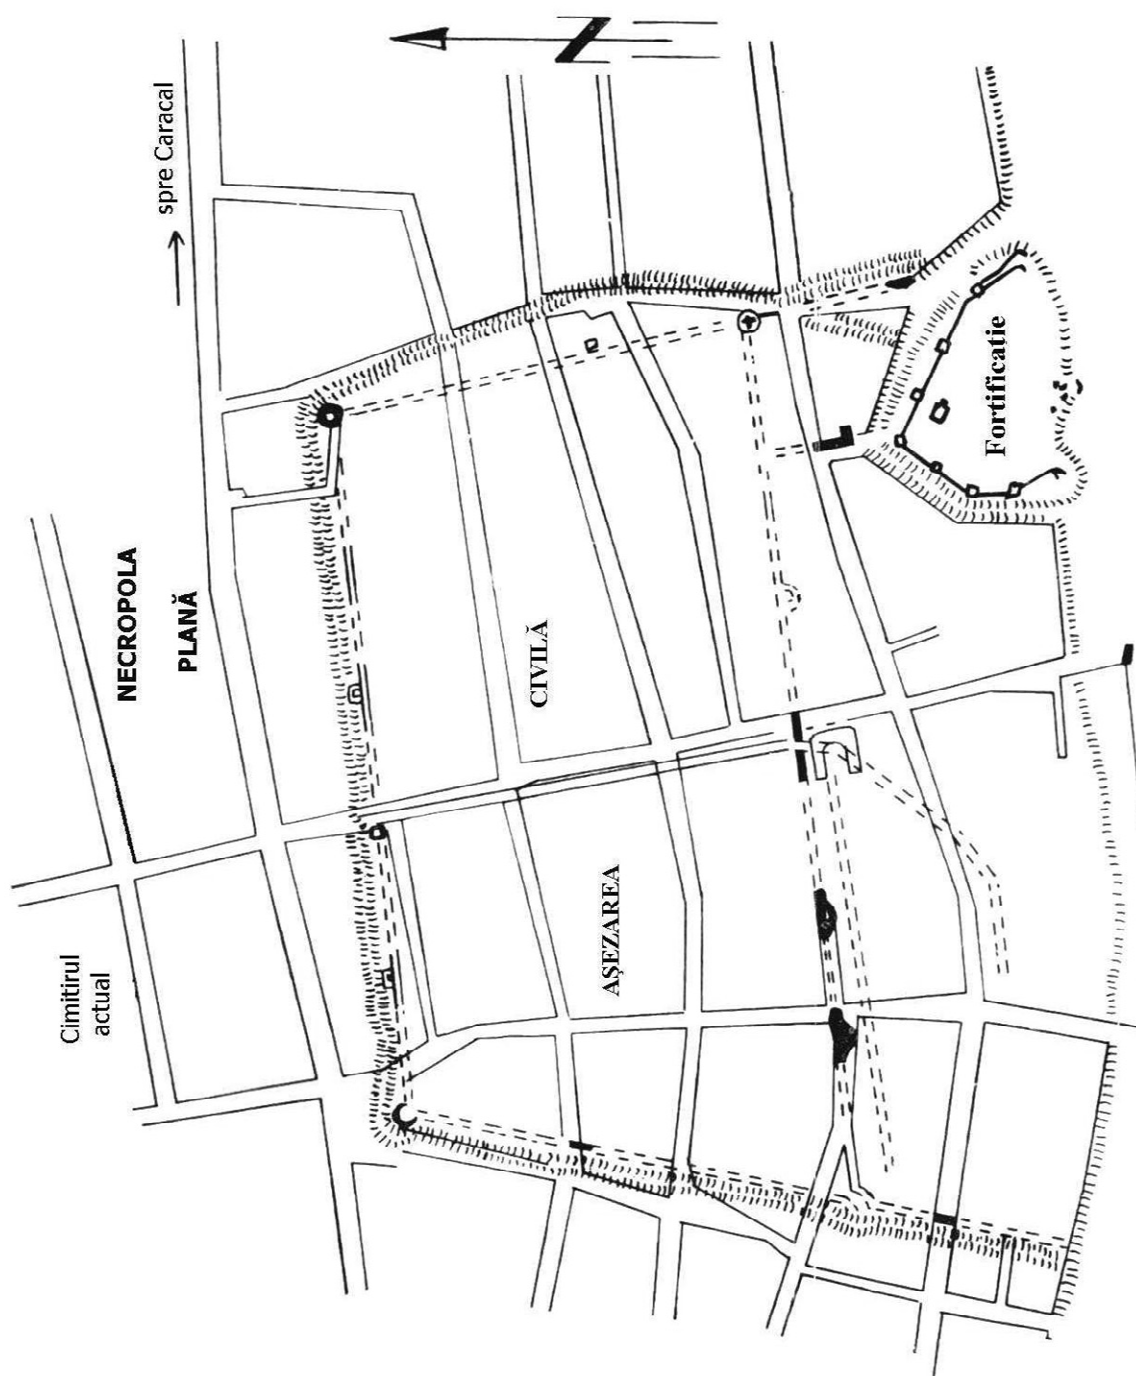 Cimitirul
actual
NECROPOLA
PLANĂ
spre Caracal
N
AŞEZAREA
CIVILĂ
Fortificatie